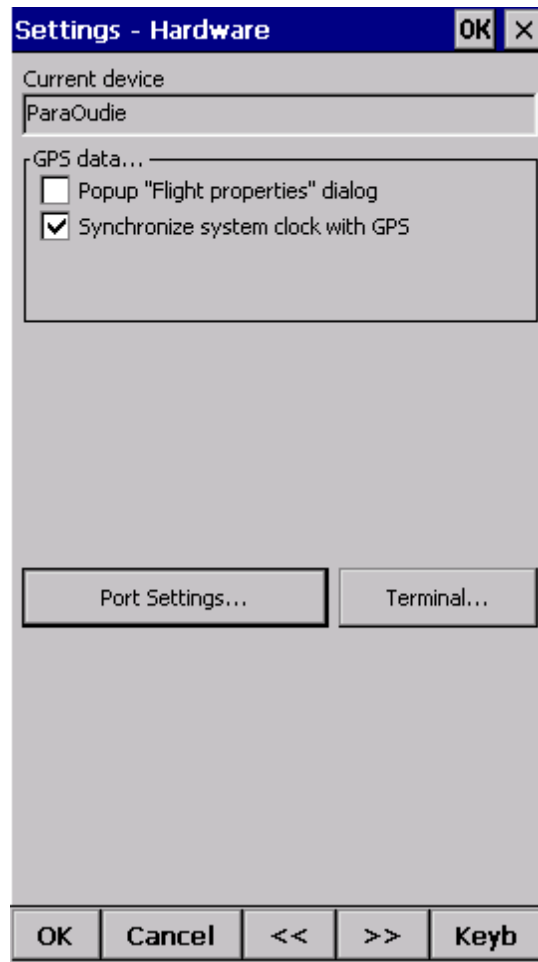 Settings - Hardware OK ×
Current device
ParaOudie
GPS data...
Popup "Flight properties" dialog
Synchronize system clock with GPS
Port Settings... Terminal...
OK Cancel << >> Keyb